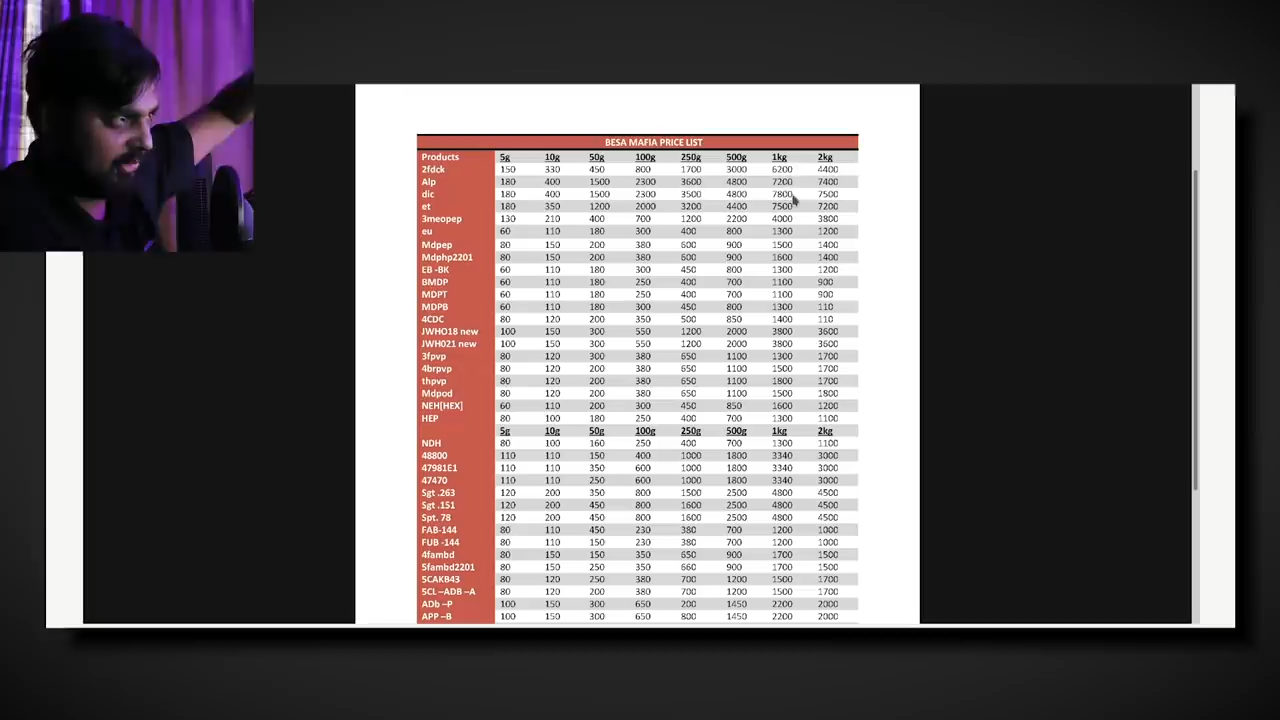 BESA MAFIA PRICE LIST
Products 5g 10g 50g 100g 250g 500g 1kg 2kg
2fdck 150 330 450 800 1700 3000 6200 4400
Alp 180 400 1500 2300 3600 4800 7200 7400
dic 180 400 1500 2300 3500 4800 7800 7500
et 180 350 1200 2000 3200 4400 7500 7200
3meopep 130 210 400 700 1200 2200 4000 3800
eu 60 110 180 300 400 800 1300 1200
Mdpep 80 150 200 380 600 900 1500 1400
Mdphp2201 80 150 200 380 600 900 1600 1400
EB -BK 60 110 180 300 450 800 1300 1200
BMDP 60 110 180 250 400 700 1100 900
MDPT 60 110 180 250 400 700 1100 900
MDPB 60 110 180 300 450 800 1300 110
4CDC 80 120 200 350 500 850 1400 110
JWHO18 new 100 150 300 550 1200 2000 3800 3600
JWH021 new 100 150 300 550 1200 2000 3800 3600
3fpvp 80 120 300 380 650 1100 1300 1700
4brpvp 80 120 200 380 650 1100 1500 1700
thpvp 80 120 200 380 650 1100 1800 1700
Mdpod 80 120 200 380 650 1100 1500 1800
NEH[HEX] 60 110 200 300 450 850 1600 1200
HEP 80 100 180 250 400 700 1300 1100
5g 10g 50g 100g 250g 500g 1kg 2kg
NDH 80 100 160 250 400 700 1300 1100
48800 110 110 150 400 1000 1800 3340 3000
47981E1 110 110 350 600 1000 1800 3340 3000
47470 110 110 250 600 1000 1800 3340 3000
Sgt .263 120 200 350 800 1500 2500 4800 4500
Sgt .151 120 200 450 800 1600 2500 4800 4500
Spt. 78 120 200 450 800 1600 2500 4800 4500
FAB-144 80 110 450 230 380 700 1200 1000
FUB -144 80 110 150 230 380 700 1200 1000
4fambd 80 150 150 350 650 900 1700 1500
5fambd2201 80 150 250 350 660 900 1700 1500
5CAKB43 80 120 250 380 700 1200 1500 1700
5CL –ADB –A 80 120 200 380 700 1200 1500 1700
ADb –P 100 150 300 650 200 1450 2200 2000
APP –B 100 150 300 650 800 1450 2200 2000